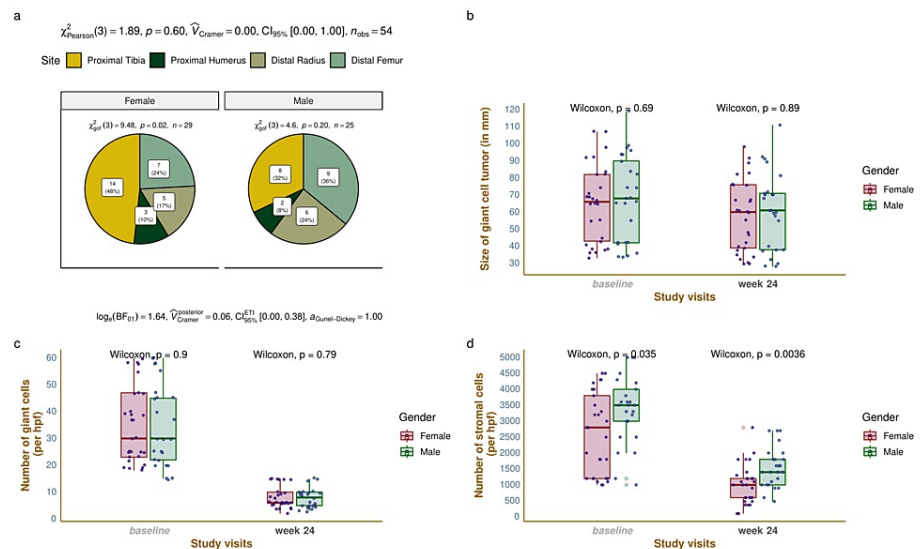 a
χ²Pearson(3) = 1.89, p = 0.60, V̂Cramer = 0.00, CI95% [0.00, 1.00], nobs = 54
Site Proximal Tibia Proximal Humerus Distal Radius Distal Femur
Female Male
χ²gof(3) = 9.48, p = 0.02, n = 29 χ²gof(3) = 4.6, p = 0.20, n = 25
14
(48%)
7
(24%)
5
(17%)
3
(10%)
8
(32%)
9
(36%)
6
(24%)
2
(8%)
loge(BF01) = 1.64, V̂posteriorCramer = 0.06, CIETI95% [0.00, 0.38], aGunel-Dickey = 1.00
b
Wilcoxon, p = 0.69 Wilcoxon, p = 0.89
120
110
100
90
80
70
60
50
40
30
Size of giant cell tumor (in mm)
baseline week 24
Study visits
Gender
Female
Male
c
Wilcoxon, p = 0.9 Wilcoxon, p = 0.79
60
50
40
30
20
10
0
Number of giant cells
(per hpf)
baseline week 24
Study visits
Gender
Female
Male
d
Wilcoxon, p = 0.035 Wilcoxon, p = 0.0036
5000
4500
4000
3500
3000
2500
2000
1500
1000
500
0
Number of stromal cells
(per hpf)
baseline week 24
Study visits
Gender
Female
Male